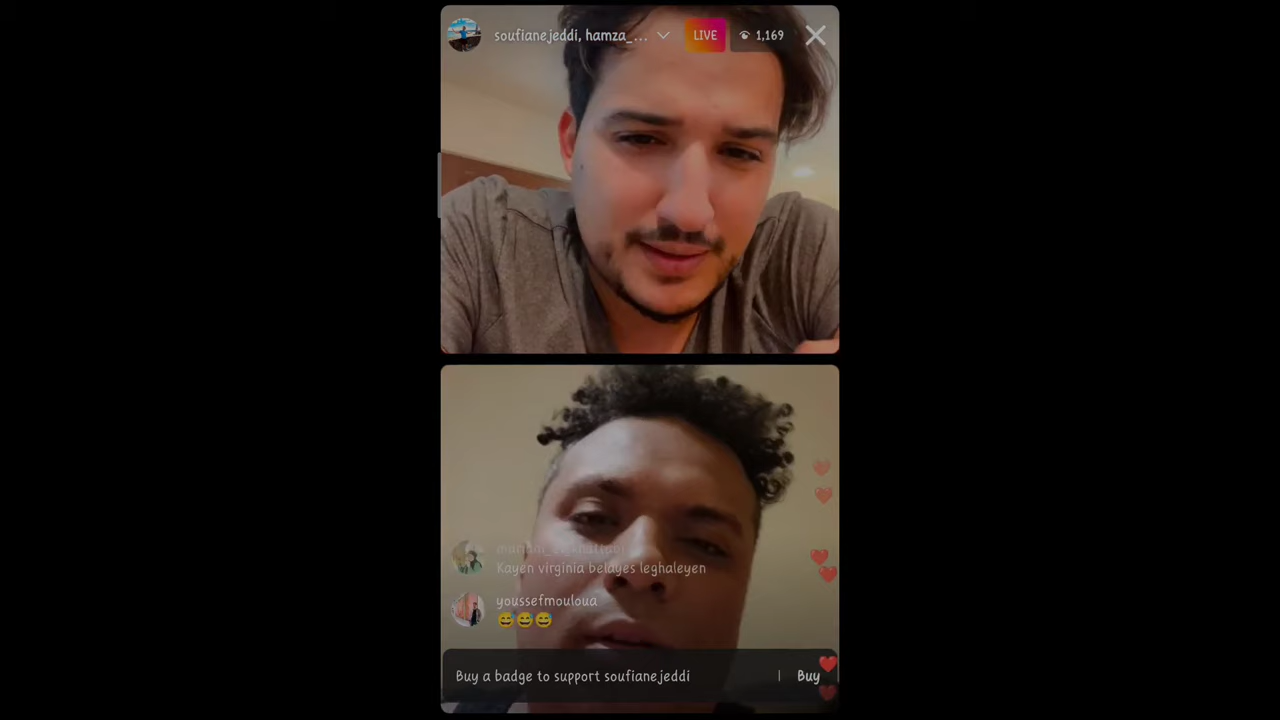 soufianejeddi, hamza_...
LIVE
1,169
Kayen virginia belayes leghaleyen
youssefmouloua
😅😅😅
Buy a badge to support soufianejeddi | Buy